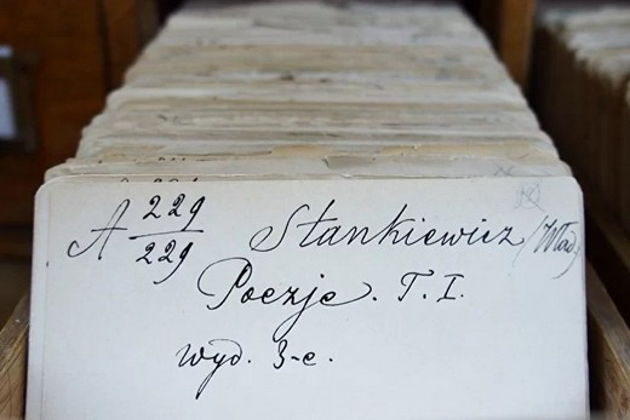 A 229/229 Stankiewicz /Wład/
Poezje. T. I.
wyd. 3-e.